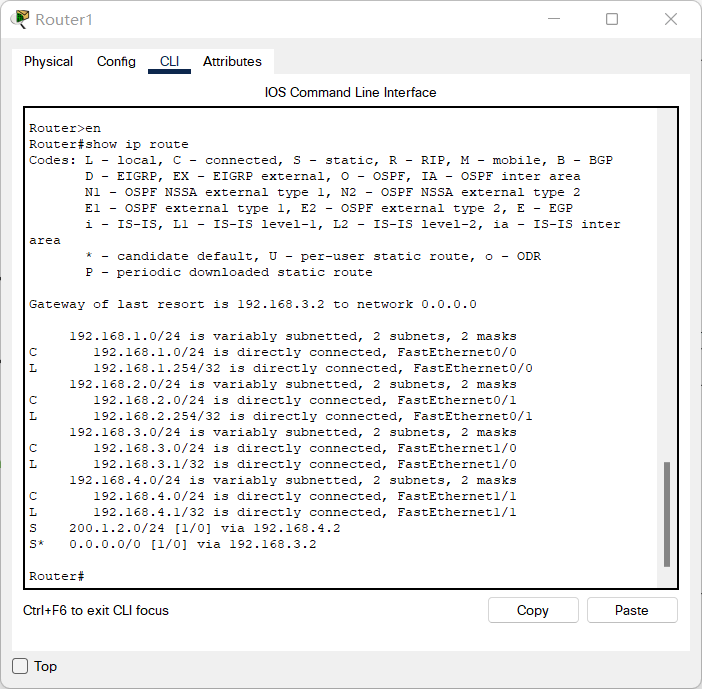 Router1
Physical Config CLI Attributes
IOS Command Line Interface
Router>en
Router#show ip route
Codes: L - local, C - connected, S - static, R - RIP, M - mobile, B - BGP
D - EIGRP, EX - EIGRP external, O - OSPF, IA - OSPF inter area
N1 - OSPF NSSA external type 1, N2 - OSPF NSSA external type 2
E1 - OSPF external type 1, E2 - OSPF external type 2, E - EGP
i - IS-IS, L1 - IS-IS level-1, L2 - IS-IS level-2, ia - IS-IS inter
area
* - candidate default, U - per-user static route, o - ODR
P - periodic downloaded static route
Gateway of last resort is 192.168.3.2 to network 0.0.0.0
192.168.1.0/24 is variably subnetted, 2 subnets, 2 masks
C 192.168.1.0/24 is directly connected, FastEthernet0/0
L 192.168.1.254/32 is directly connected, FastEthernet0/0
192.168.2.0/24 is variably subnetted, 2 subnets, 2 masks
C 192.168.2.0/24 is directly connected, FastEthernet0/1
L 192.168.2.254/32 is directly connected, FastEthernet0/1
192.168.3.0/24 is variably subnetted, 2 subnets, 2 masks
C 192.168.3.0/24 is directly connected, FastEthernet1/0
L 192.168.3.1/32 is directly connected, FastEthernet1/0
192.168.4.0/24 is variably subnetted, 2 subnets, 2 masks
C 192.168.4.0/24 is directly connected, FastEthernet1/1
L 192.168.4.1/32 is directly connected, FastEthernet1/1
S 200.1.2.0/24 [1/0] via 192.168.4.2
S* 0.0.0.0/0 [1/0] via 192.168.3.2
Router#
Ctrl+F6 to exit CLI focus
Copy Paste
Top